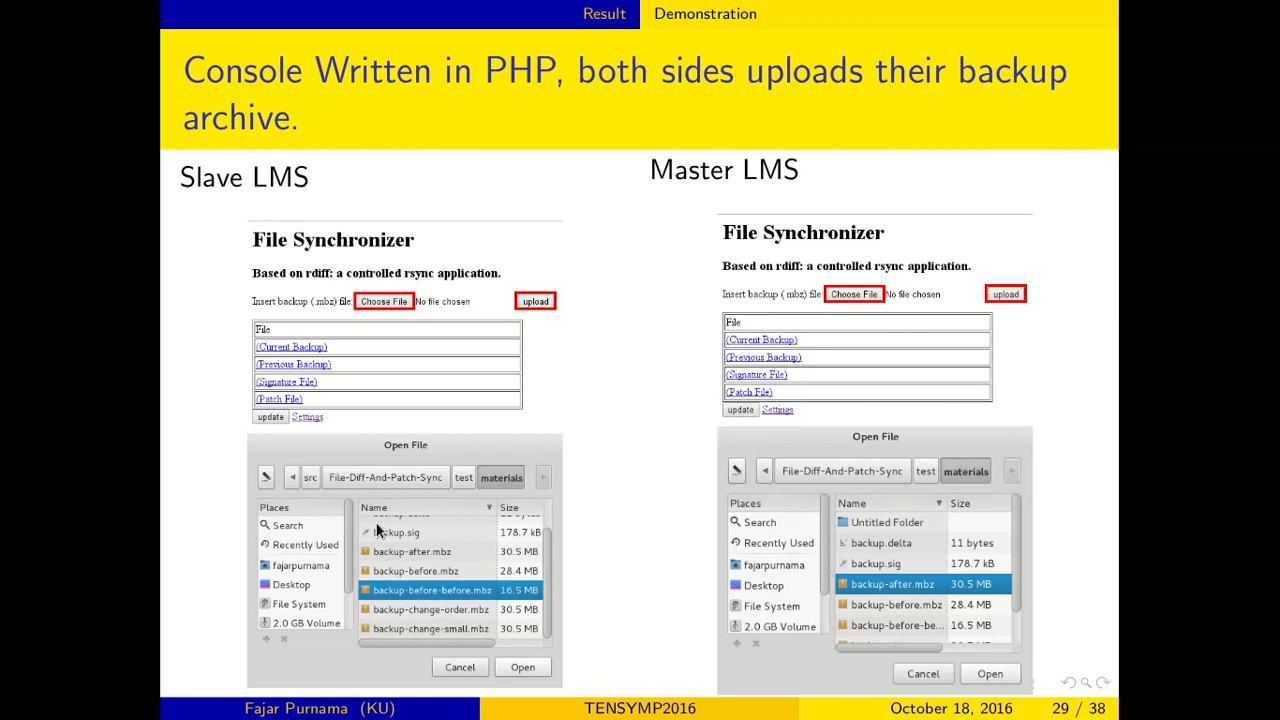 Result Demonstration
Console Written in PHP, both sides uploads their backup
archive.
Slave LMS
File Synchronizer
Based on rdiff: a controlled rsync application.
Insert backup (.mbz) file: Choose File No file chosen upload
File
(Current Backup)
(Previous Backup)
(Signature File)
(Patch File)
update Settings
Open File
src File-Diff-And-Patch-Sync test materials
Places Name Size
Search
backup.sig 178.7 kB
Recently Used backup-after.mbz 30.5 MB
fajarpurnama backup-before.mbz 28.4 MB
Desktop backup-before-before.mbz 16.5 MB
File System backup-change-order.mbz 30.5 MB
2.0 GB Volume backup-change-small.mbz 30.5 MB
Cancel Open
Master LMS
File Synchronizer
Based on rdiff: a controlled rsync application.
Insert backup (.mbz) file: Choose File No file chosen upload
File
(Current Backup)
(Previous Backup)
(Signature File)
(Patch File)
update Settings
Open File
File-Diff-And-Patch-Sync test materials
Places Name Size
Search Untitled Folder
Recently Used backup.delta 11 bytes
fajarpurnama backup.sig 178.7 kB
Desktop backup-after.mbz 30.5 MB
File System backup-before.mbz 28.4 MB
2.0 GB Volume backup-before-be... 16.5 MB
Cancel Open
Fajar Purnama (KU) TENSYMP2016 October 18, 2016 29 / 38